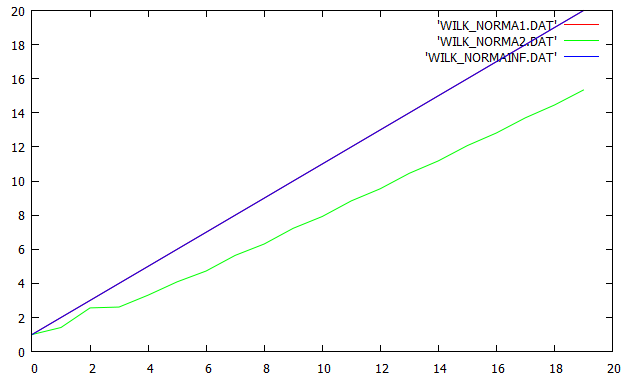 20
18
16
14
12
10
8
6
4
2
0
'WILK_NORMA1.DAT'
'WILK_NORMA2.DAT'
'WILK_NORMAINF.DAT'
0 2 4 6 8 10 12 14 16 18 20